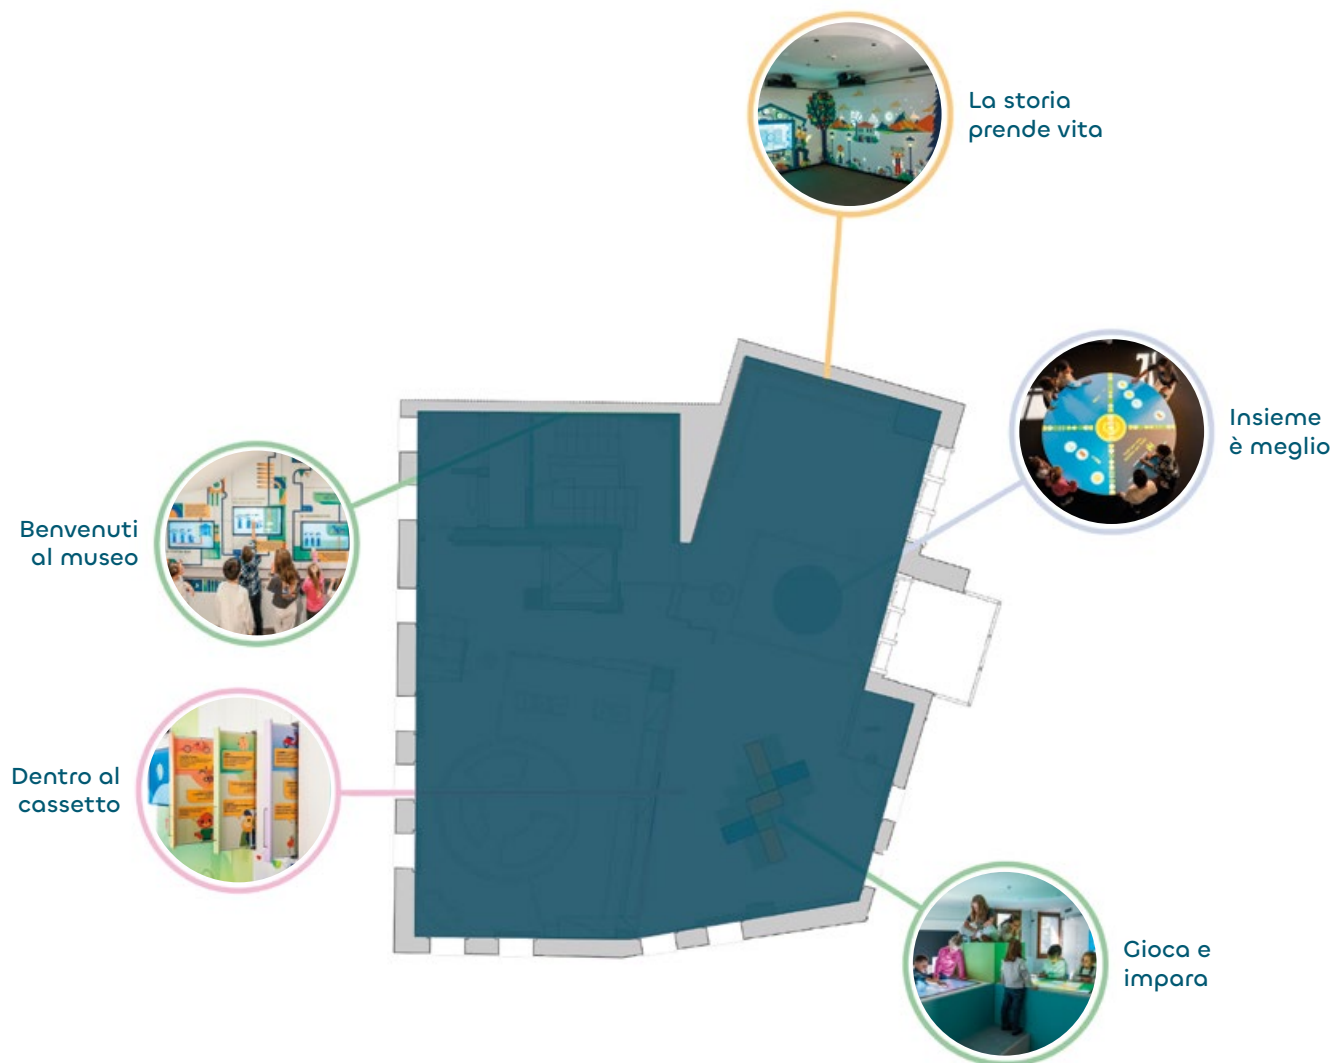 La storia
prende vita
Insieme
è meglio
Benvenuti
al museo
Dentro al
cassetto
Gioca e
impara